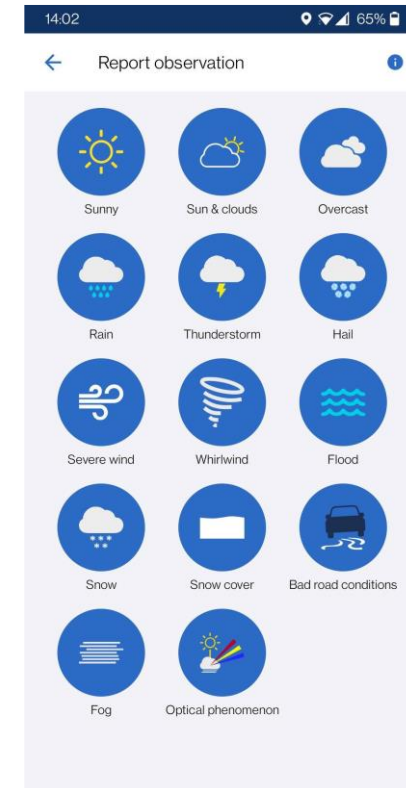 14:02 65%
Report observation
Sunny Sun & clouds Overcast
Rain Thunderstorm Hail
Severe wind Whirlwind Flood
Snow Snow cover Bad road conditions
Fog Optical phenomenon